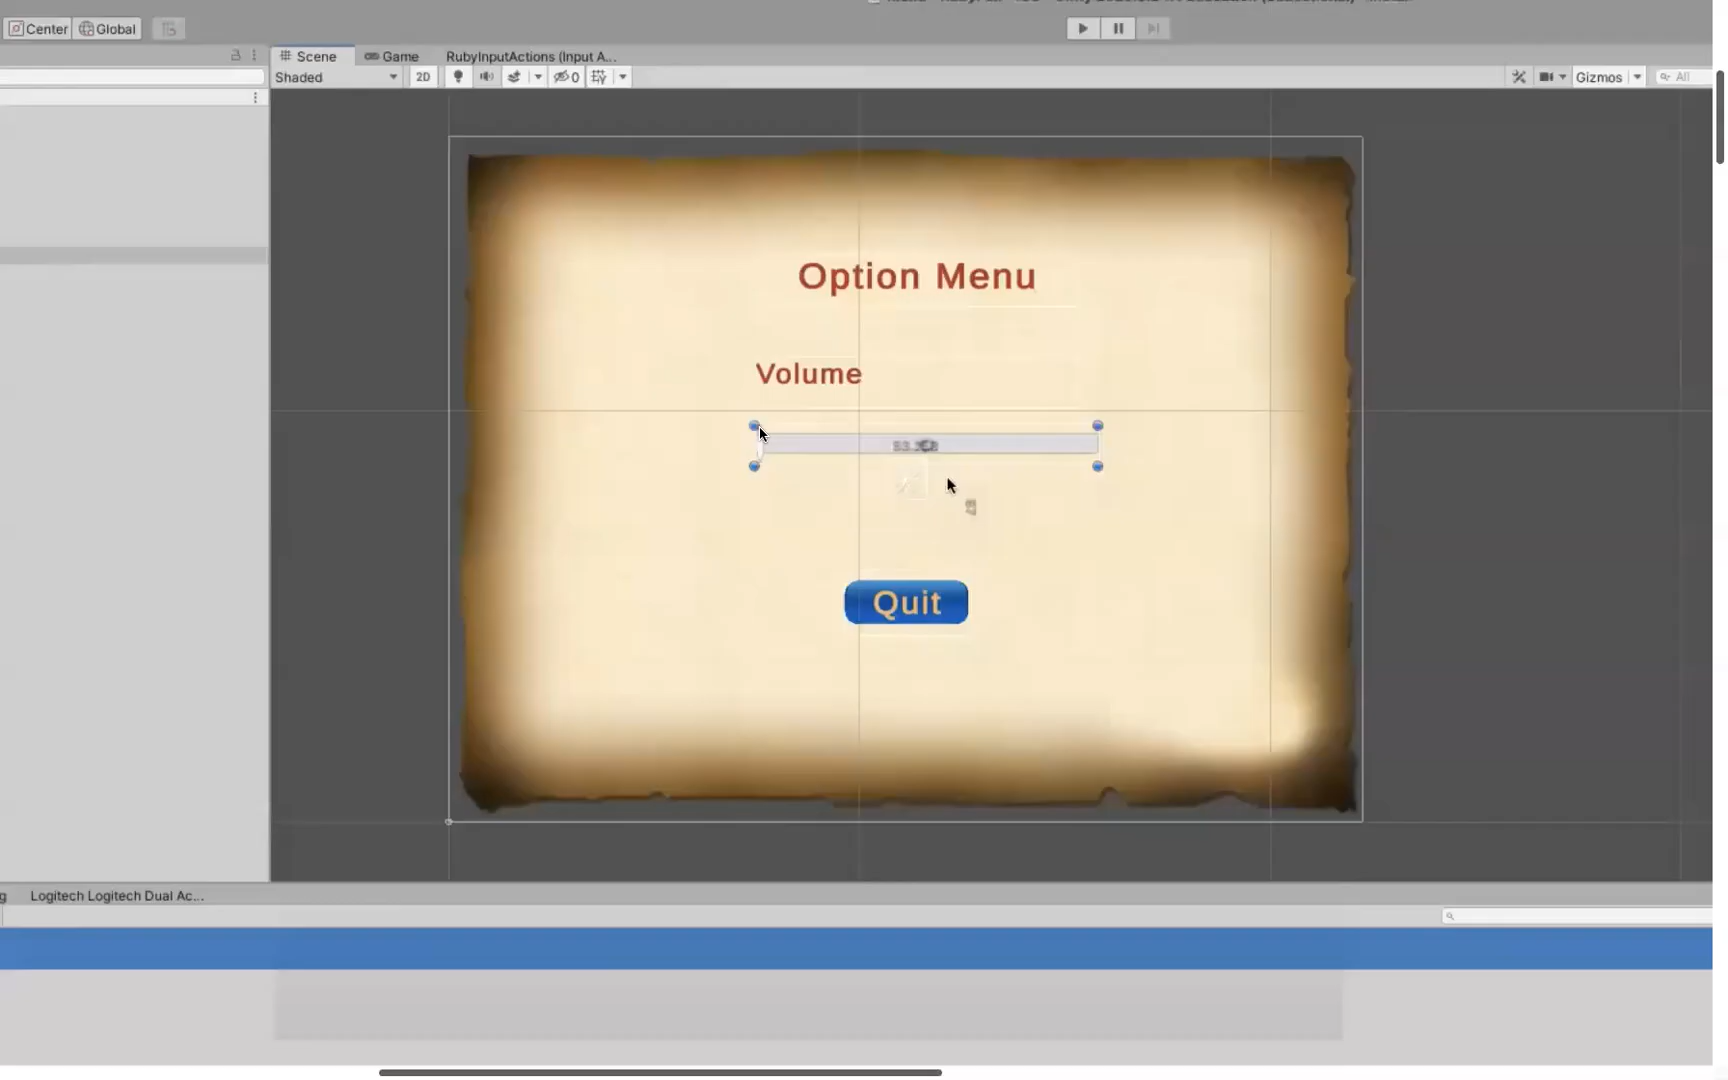 Center Global
Scene Game RubyInputActions (Input A...
Shaded 2D 0 Gizmos All
Option Menu
Volume
Quit
g Logitech Logitech Dual Ac...